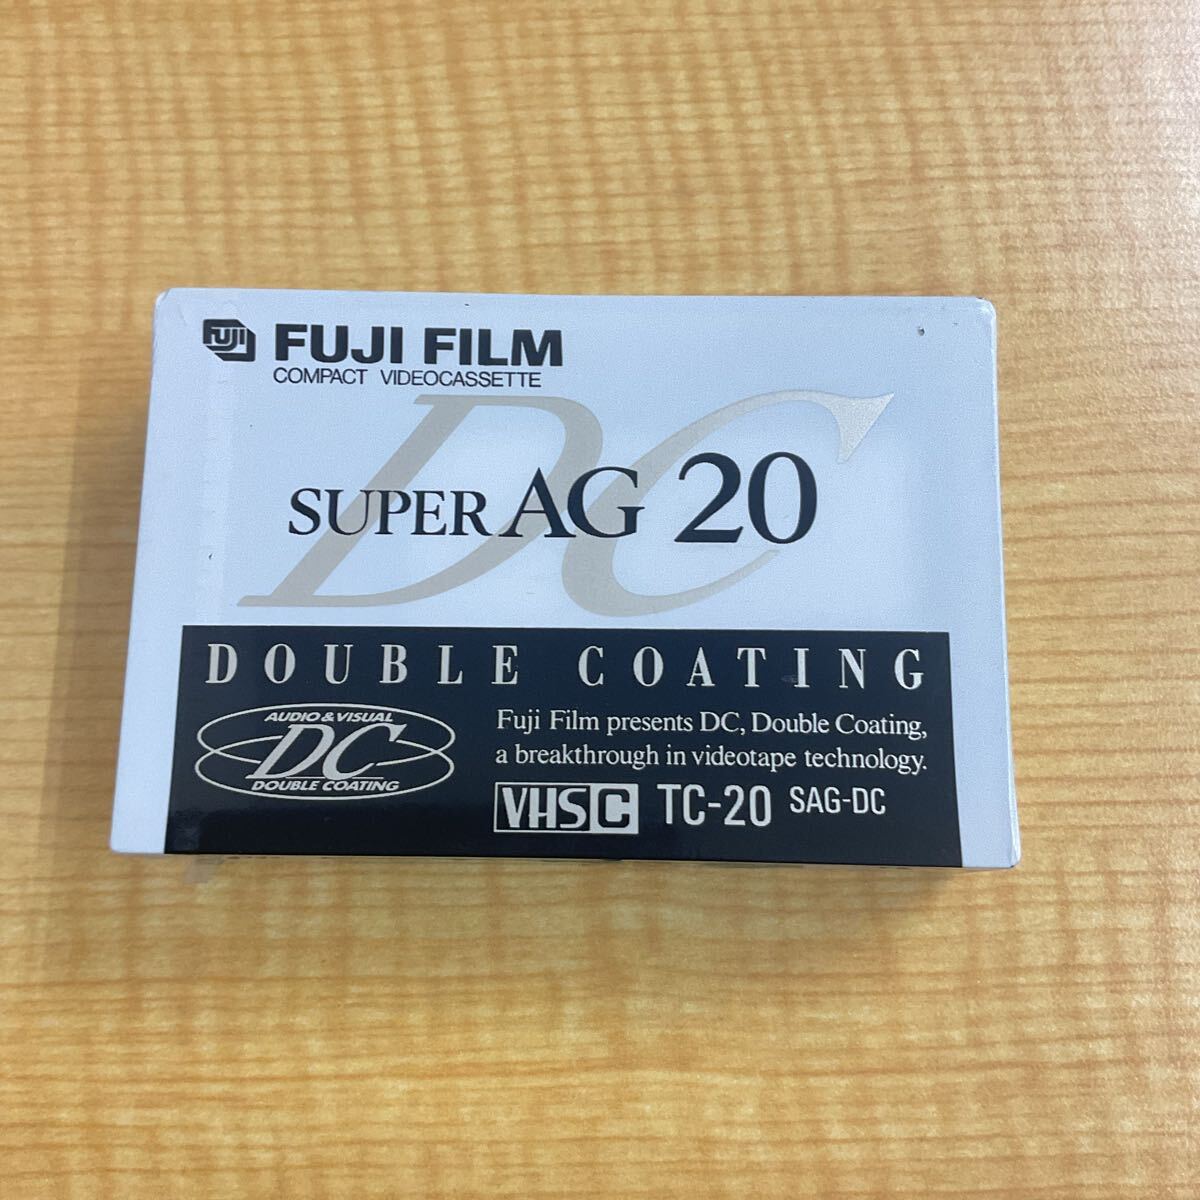 FUJI FUJI FILM
COMPACT VIDEOCASSETTE
DC
SUPER AG 20
DOUBLE COATING
AUDIO & VISUAL
DC
DOUBLE COATING
Fuji Film presents DC, Double Coating,
a breakthrough in videotape technology.
VHS C TC-20 SAG-DC